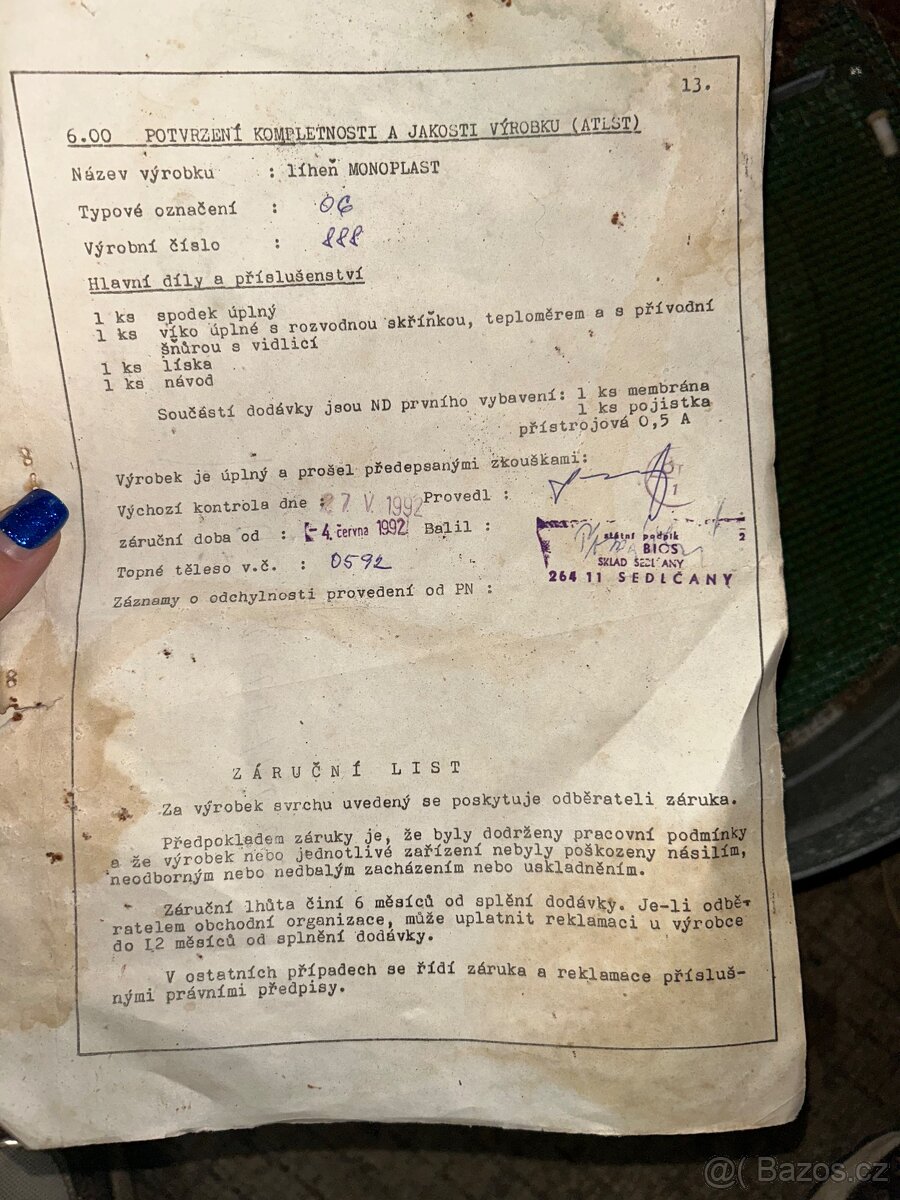 13.
6.00 POTVRZENÍ KOMPLETNOSTI A JAKOSTI VÝROBKU (ATEST)
Název výrobku : líheň MONOPLAST
Typové označení : 06
Výrobní číslo : 888
Hlavní díly a příslušenství
1 ks spodek úplný
1 ks víko úplné s rozvodnou skříňkou, teploměrem a s přívodní
šňůrou s vidlicí
1 ks líska
1 ks návod
Součástí dodávky jsou ND prvního vybavení: 1 ks membrána
1 ks pojistka
přístrojová 0,5 A
Výrobek je úplný a prošel předepsanými zkouškami:
Výchozí kontrola dne : 27 V. 1992 Provedl :
záruční doba od : - 4. června 1992 Balil :
státní podnik
BIOS
SKLAD SEDLČANY
264 11 SEDLČANY
2
Topné těleso v.č. : 0592
Záznamy o odchylnosti provedení od PN :
ZÁRUČNÍ LIST
Za výrobek svrchu uvedený se poskytuje odběrateli záruka.
Předpokladem záruky je, že byly dodrženy pracovní podmínky
a že výrobek nebo jednotlivé zařízení nebyly poškozeny násilím,
neodborným nebo nedbalým zacházením nebo uskladněním.
Záruční lhůta činí 6 měsíců od splění dodávky. Je-li odbě-
ratelem obchodní organizace, může uplatnit reklamaci u výrobce
do 12 měsíců od splnění dodávky.
V ostatních případech se řídí záruka a reklamace přísluš-
nými právními předpisy.
@( Bazos.cz